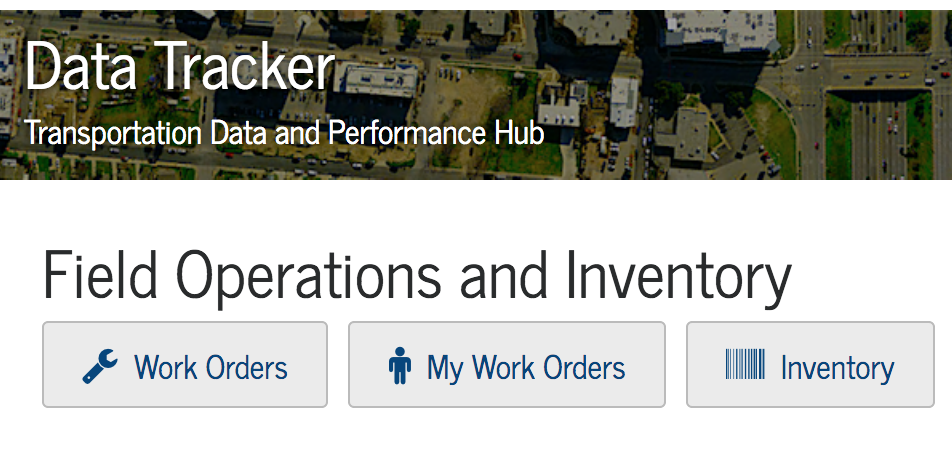 Data Tracker
Transportation Data and Performance Hub
Field Operations and Inventory
Work Orders
My Work Orders
Inventory